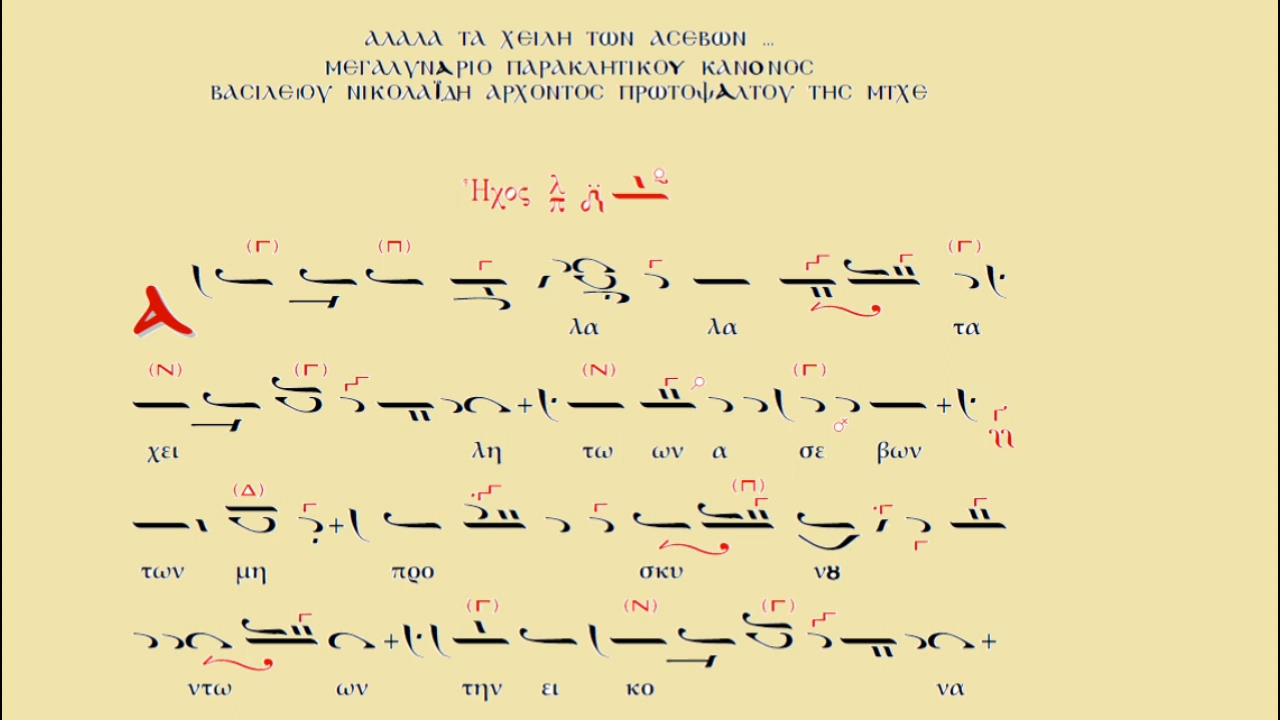 ΑΛΑΛΑ ΤΑ ΧΕΙΛΗ ΤΩΝ ΑΣΕΒΩΝ ...
ΜΕΓΑΛΥΝΑΡΙΟ ΠΑΡΑΚΛΗΤΙΚΟΥ ΚΑΝΟΝΟΣ
ΒΑΣΙΛΕΙΟΥ ΝΙΚΟΛΑΪΔΗ ΑΡΧΟΝΤΟΣ ΠΡΩΤΟΨΑΛΤΟΥ ΤΗΣ ΜΤΧΕ
Ἦχος λ π
(Γ) (Π) (Γ)
Α λα λα τα
(Ν) (Γ) (Ν) (Γ)
χει λη τω ων α σε βων
(Δ) (Π)
των μη προ σκυ νȣ
(Γ) (Ν) (Γ)
ντω ων την ει κο να